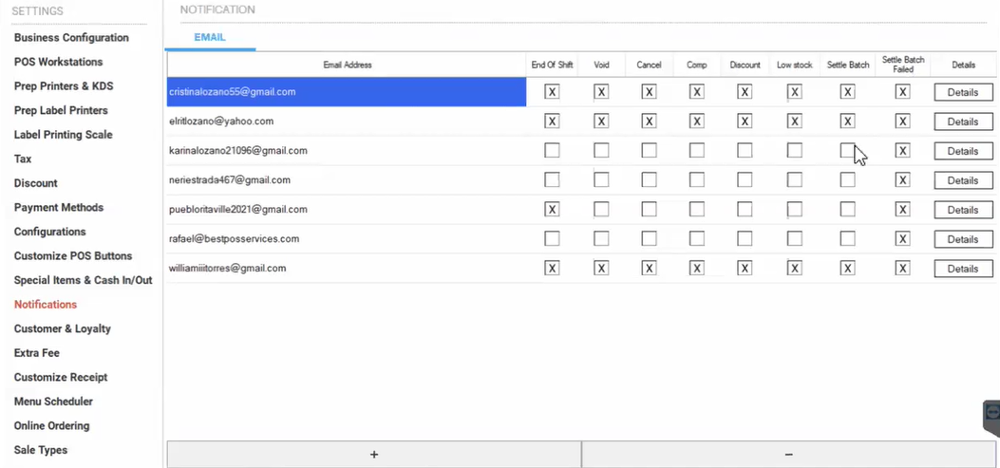 SETTINGS
Business Configuration
POS Workstations
Prep Printers & KDS
Prep Label Printers
Label Printing Scale
Tax
Discount
Payment Methods
Configurations
Customize POS Buttons
Special Items & Cash In/Out
Notifications
Customer & Loyalty
Extra Fee
Customize Receipt
Menu Scheduler
Online Ordering
Sale Types
NOTIFICATION
EMAIL
Email Address End Of Shift Void Cancel Comp Discount Low stock Settle Batch Settle Batch Failed Details
cristinalozano55@gmail.com X X X X X X X X Details
elritlozano@yahoo.com X X X X X X X X Details
karinalozano21096@gmail.com X Details
neriestrada467@gmail.com X Details
puebloritaville2021@gmail.com X X Details
rafael@bestposservices.com X Details
williamiiitorres@gmail.com X X X X X X X X Details
+ −